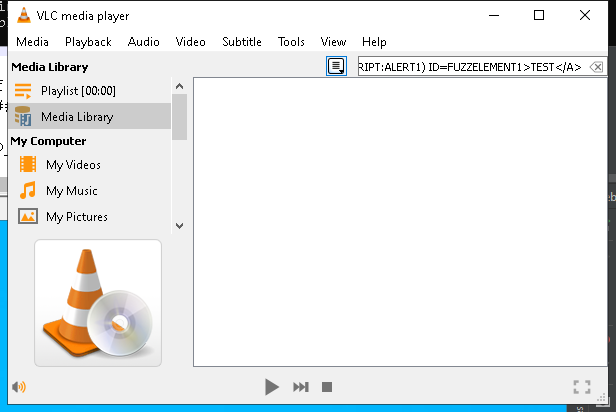 VLC media player
Media Playback Audio Video Subtitle Tools View Help
Media Library
RIPT:ALERT1) ID=FUZZELEMENT1>TEST</A>
Playlist [00:00]
Media Library
My Computer
My Videos
My Music
My Pictures